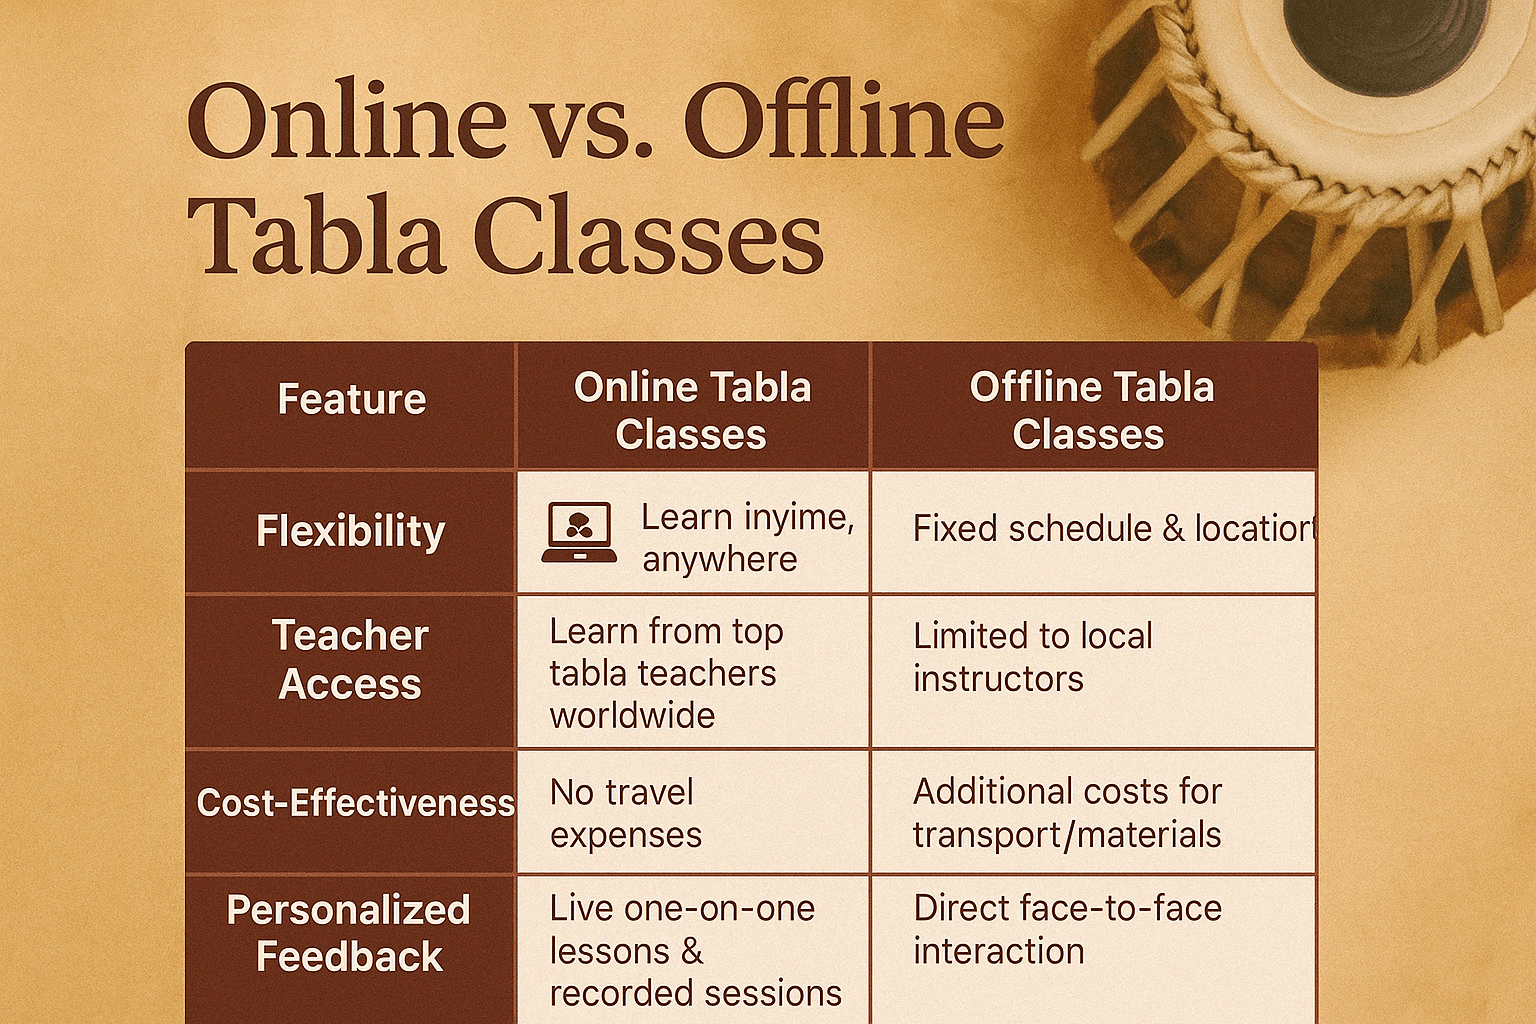 Online vs. Offline
Tabla Classes
Feature
Online Tabla
Classes
Offline Tabla
Classes
Flexibility
Learn inyime,
anywhere
Fixed schedule & location
Teacher
Access
Learn from top
tabla teachers
worldwide
Limited to local
instructors
Cost-Effectiveness
No travel
expenses
Additional costs for
transport/materials
Personalized
Feedback
Live one-on-one
lessons &
recorded sessions
Direct face-to-face
interaction